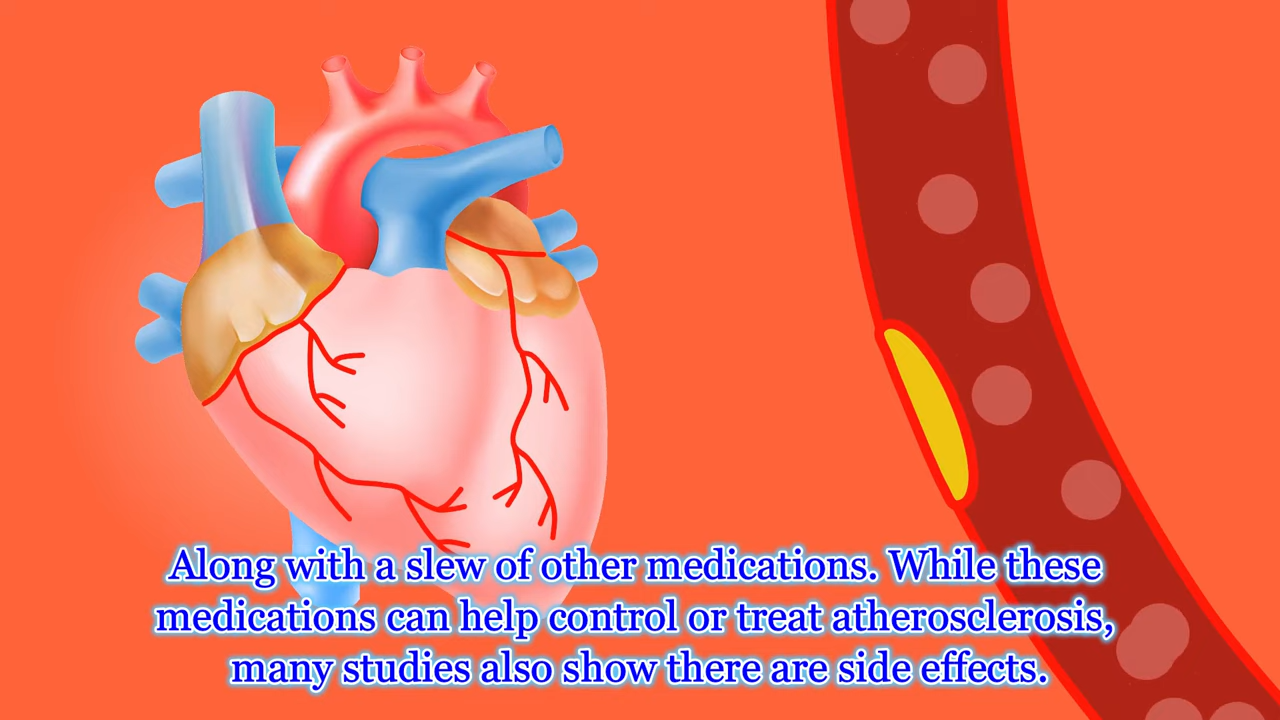 Along with a slew of other medications. While these
medications can help control or treat atherosclerosis,
many studies also show there are side effects.